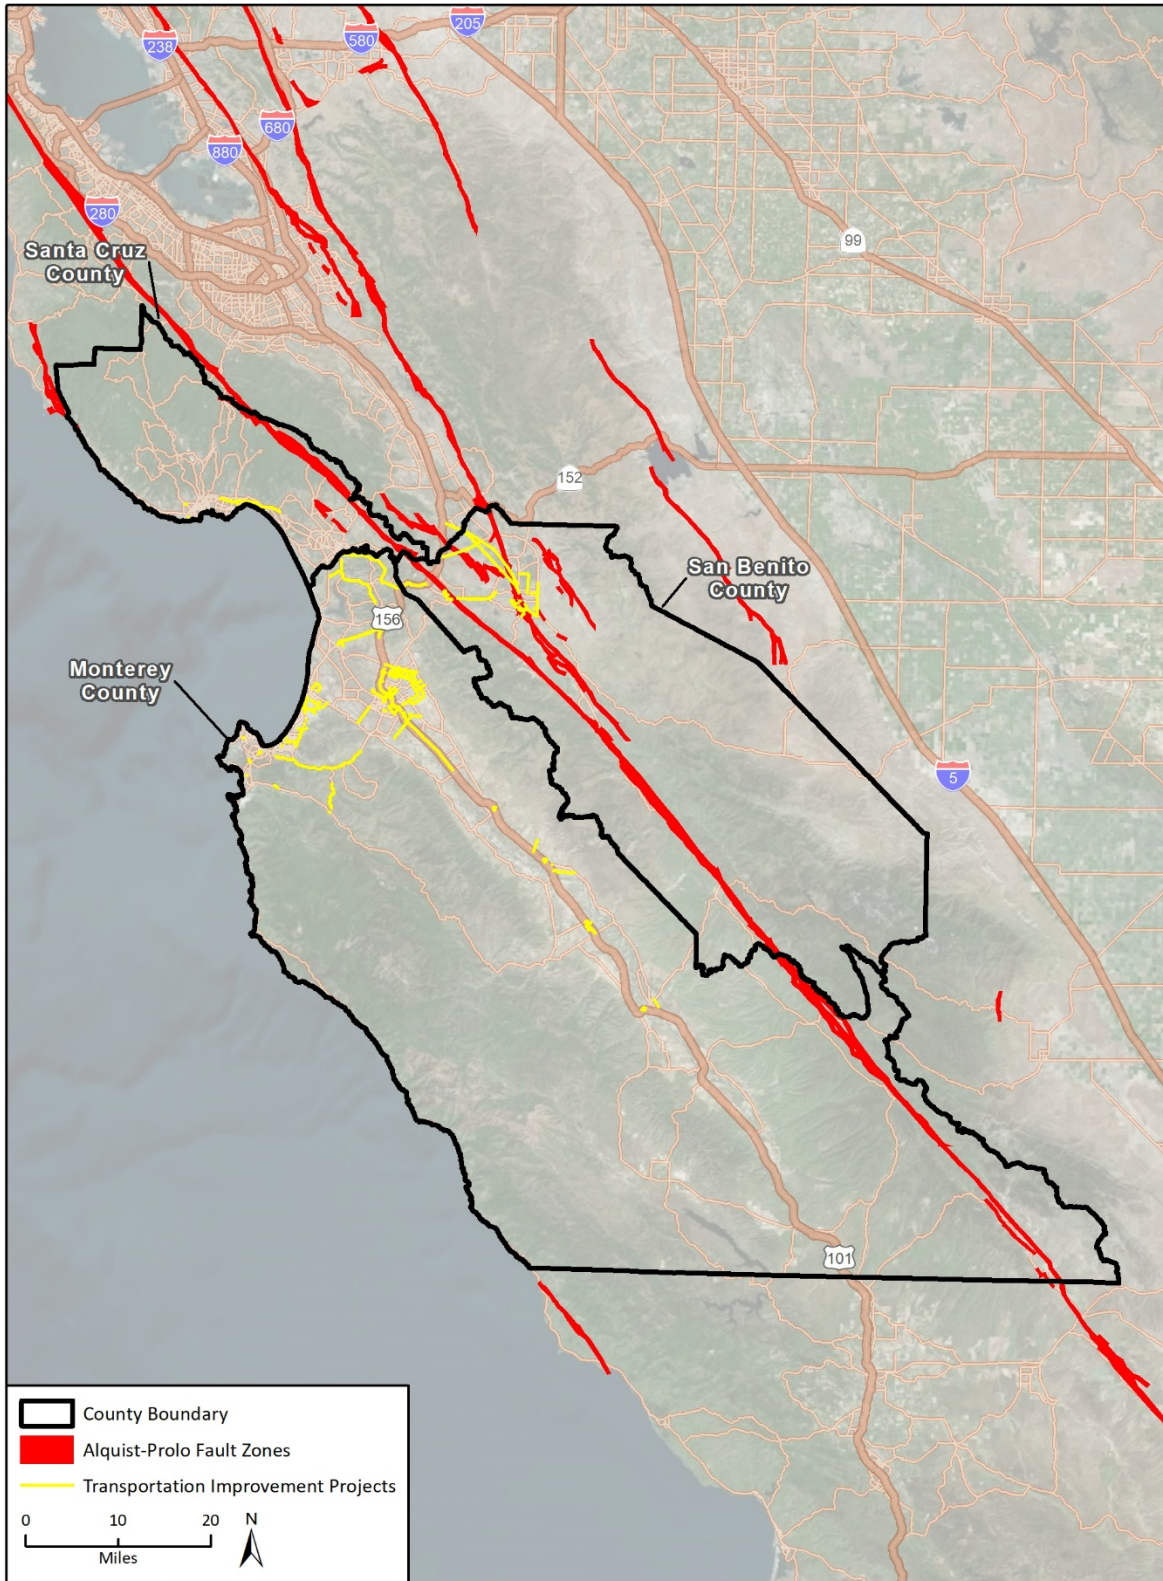 205
238
580
680
880
280
99
Santa Cruz
County
152
San Benito
County
156
Monterey
County
5
101
County Boundary
Alquist-Prolo Fault Zones
Transportation Improvement Projects
0 10 20
Miles
N